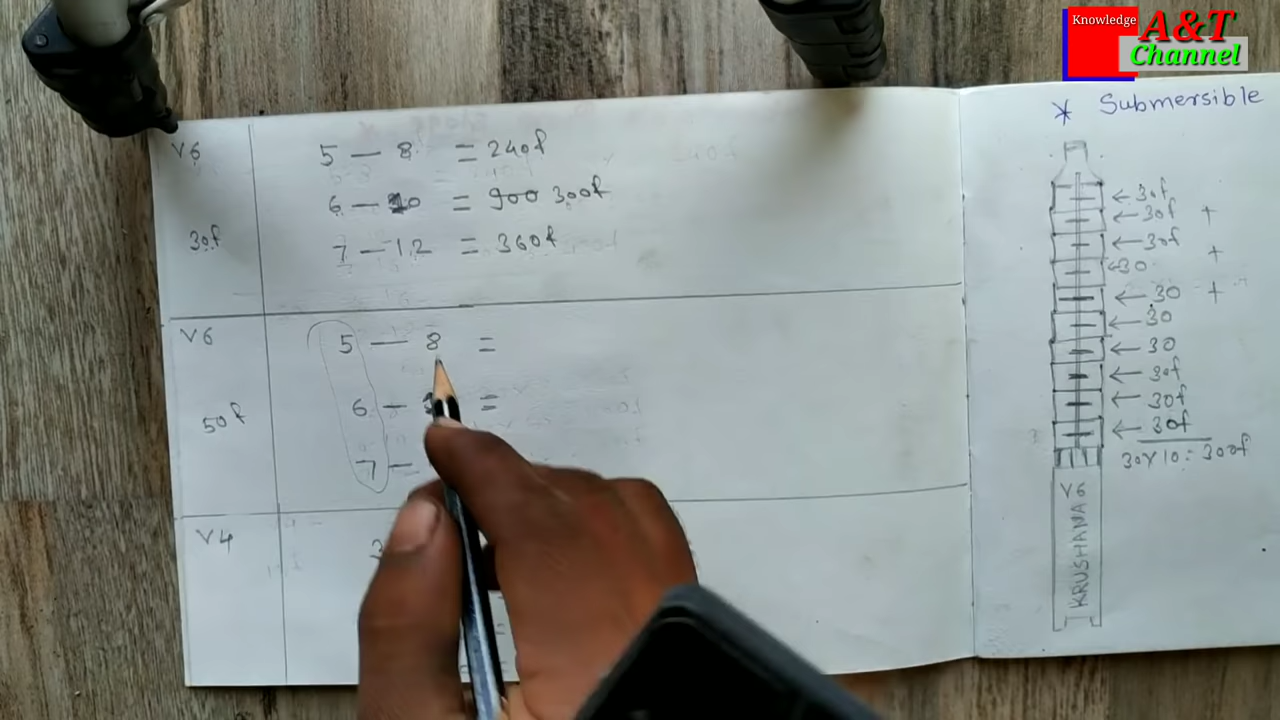 Knowledge A&T
Channel
V6
30f
5 — 8 = 240f
6 — 10 = 900 300f
7 — 12 = 360f
V6
50f
5 — 8 =
6 — =
7 —
V4
* Submersible
← 30f
← 30f +
← 30f
← 30 +
← 30 +
← 30
← 30
← 30f
← 30f
← 30f
30×10 = 300f
V6
KRUSHANA